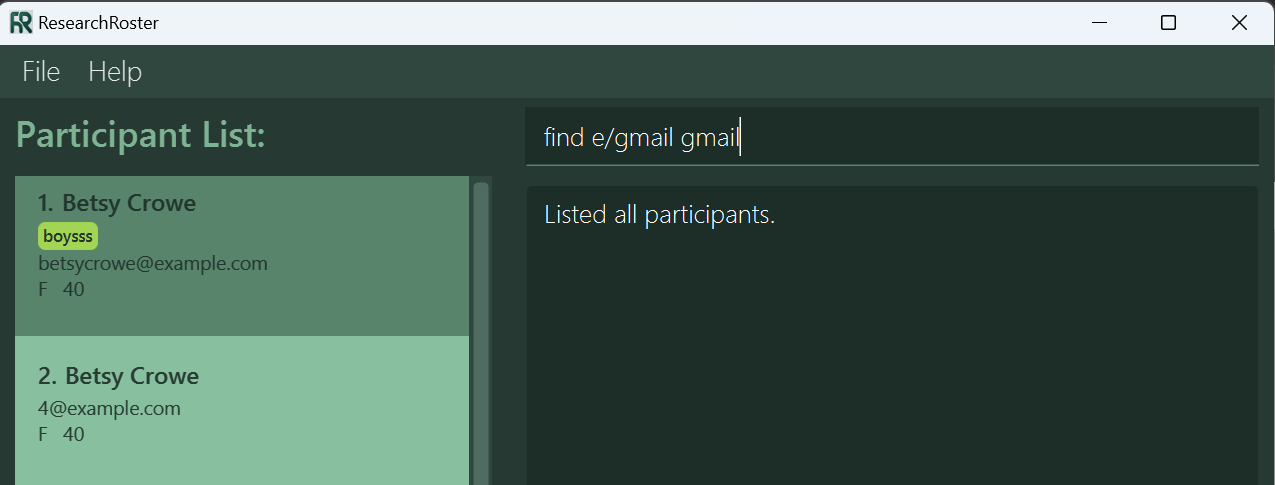 ResearchRoster
File Help
Participant List:
find e/gmail gmail
1. Betsy Crowe
boysss
betsycrowe@example.com
F 40
2. Betsy Crowe
4@example.com
F 40
Listed all participants.